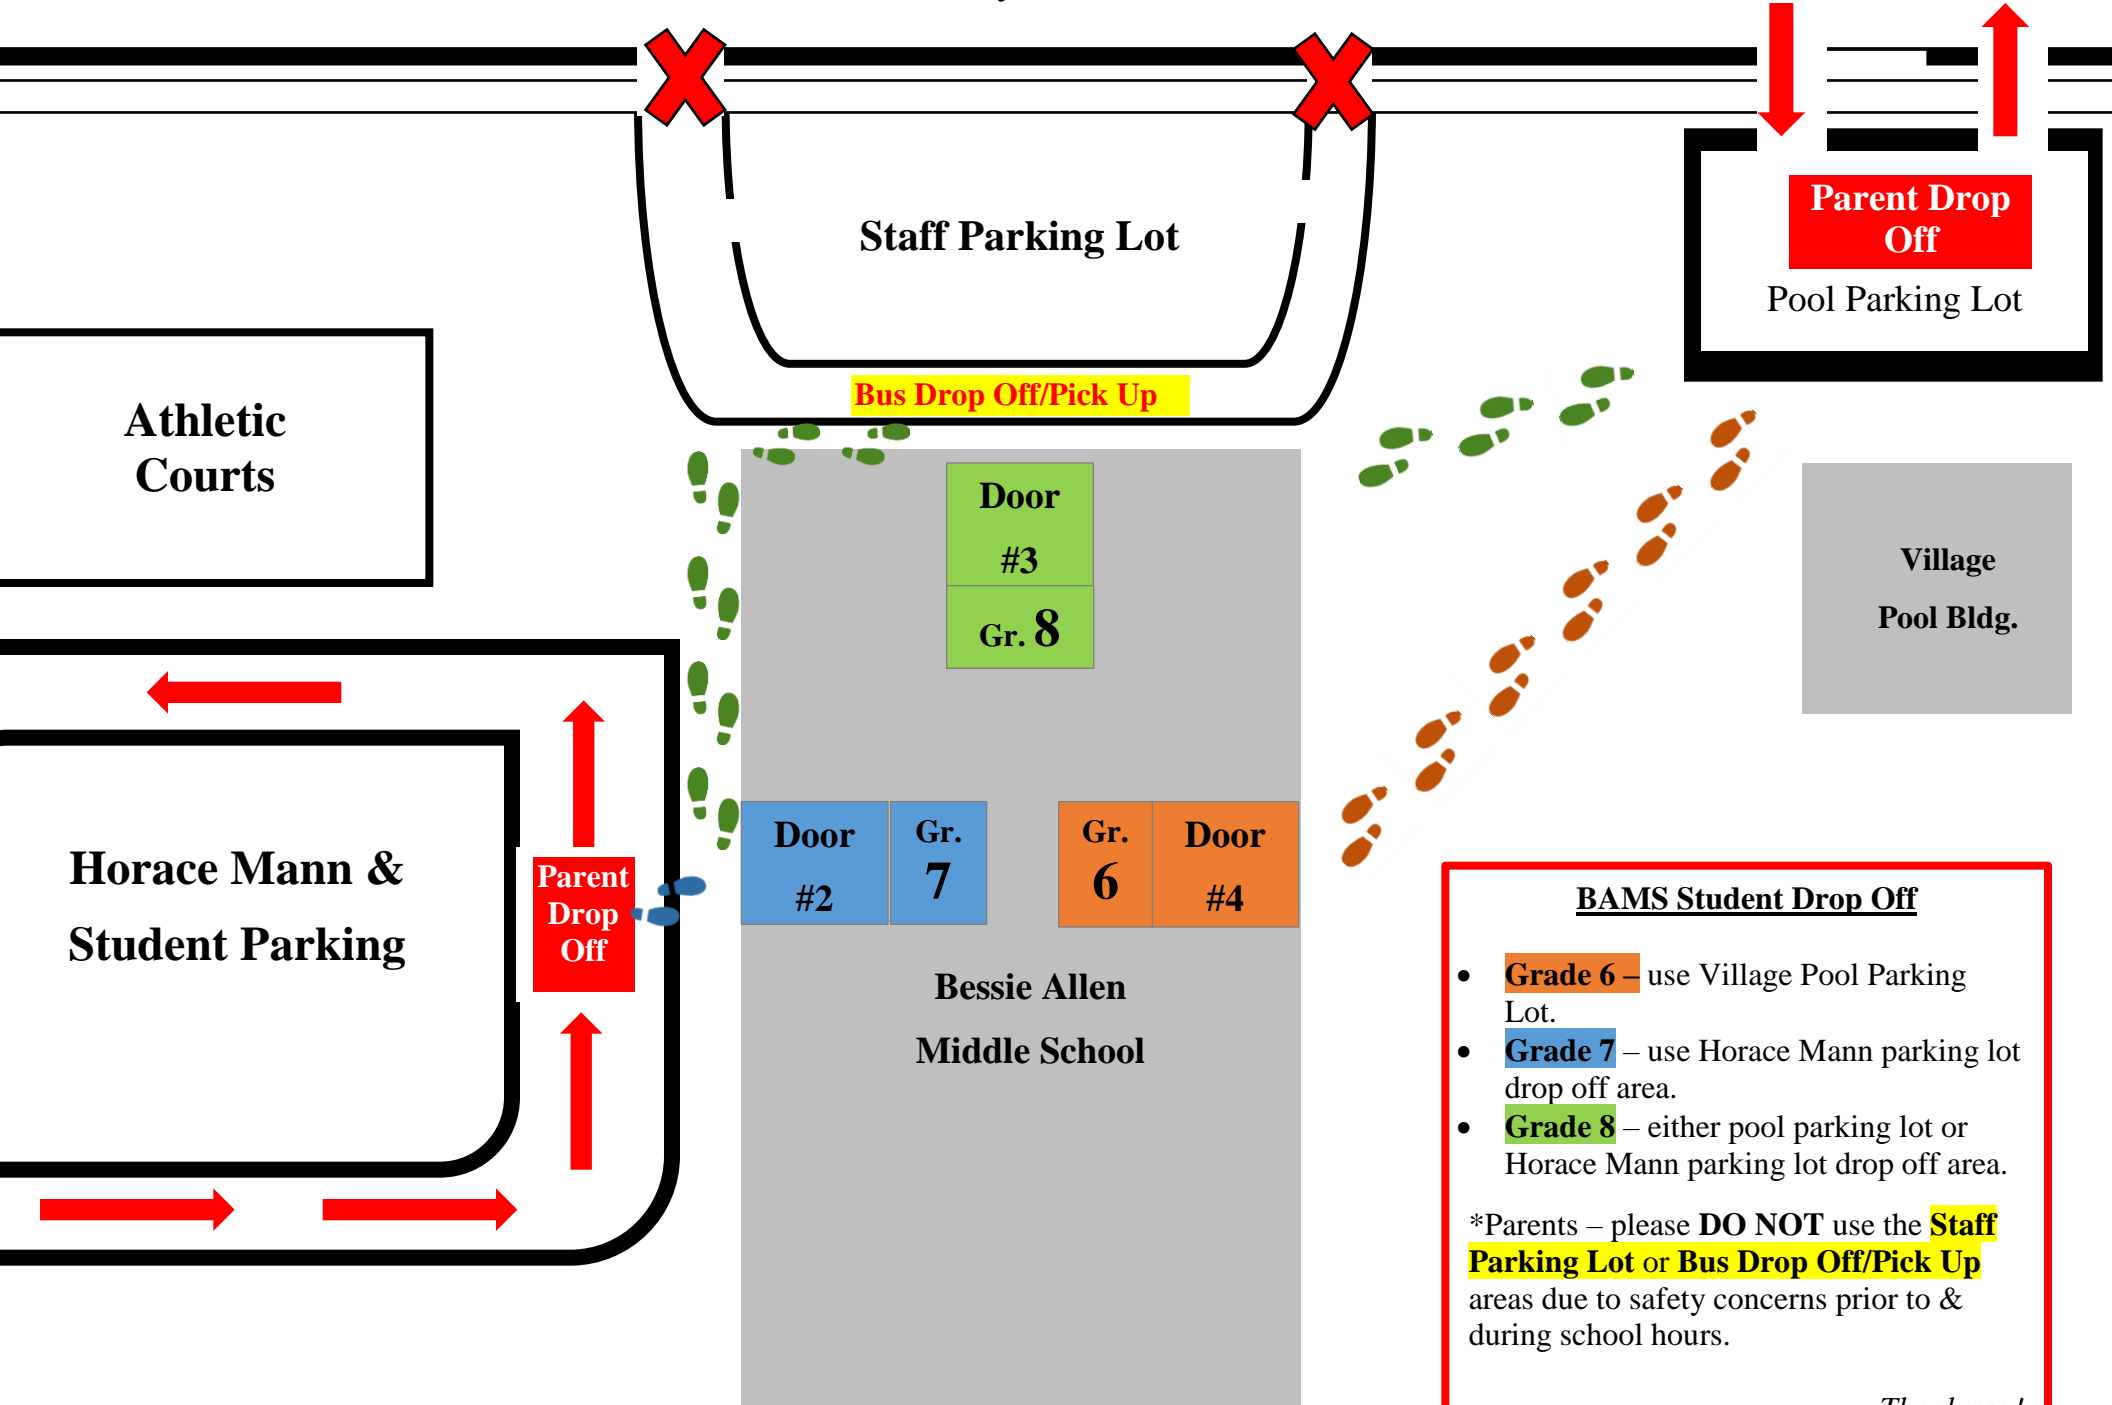 Staff Parking Lot
Parent Drop
Off
Pool Parking Lot
Bus Drop Off/Pick Up
Athletic
Courts
Door
#3
Gr. 8
Village
Pool Bldg.
Horace Mann &
Student Parking
Parent
Drop
Off
Door
#2
Gr.
7
Gr.
6
Door
#4
Bessie Allen
Middle School
BAMS Student Drop Off
• Grade 6 – use Village Pool Parking
Lot.
• Grade 7 – use Horace Mann parking lot
drop off area.
• Grade 8 – either pool parking lot or
Horace Mann parking lot drop off area.
*Parents – please DO NOT use the Staff
Parking Lot or Bus Drop Off/Pick Up
areas due to safety concerns prior to &
during school hours.